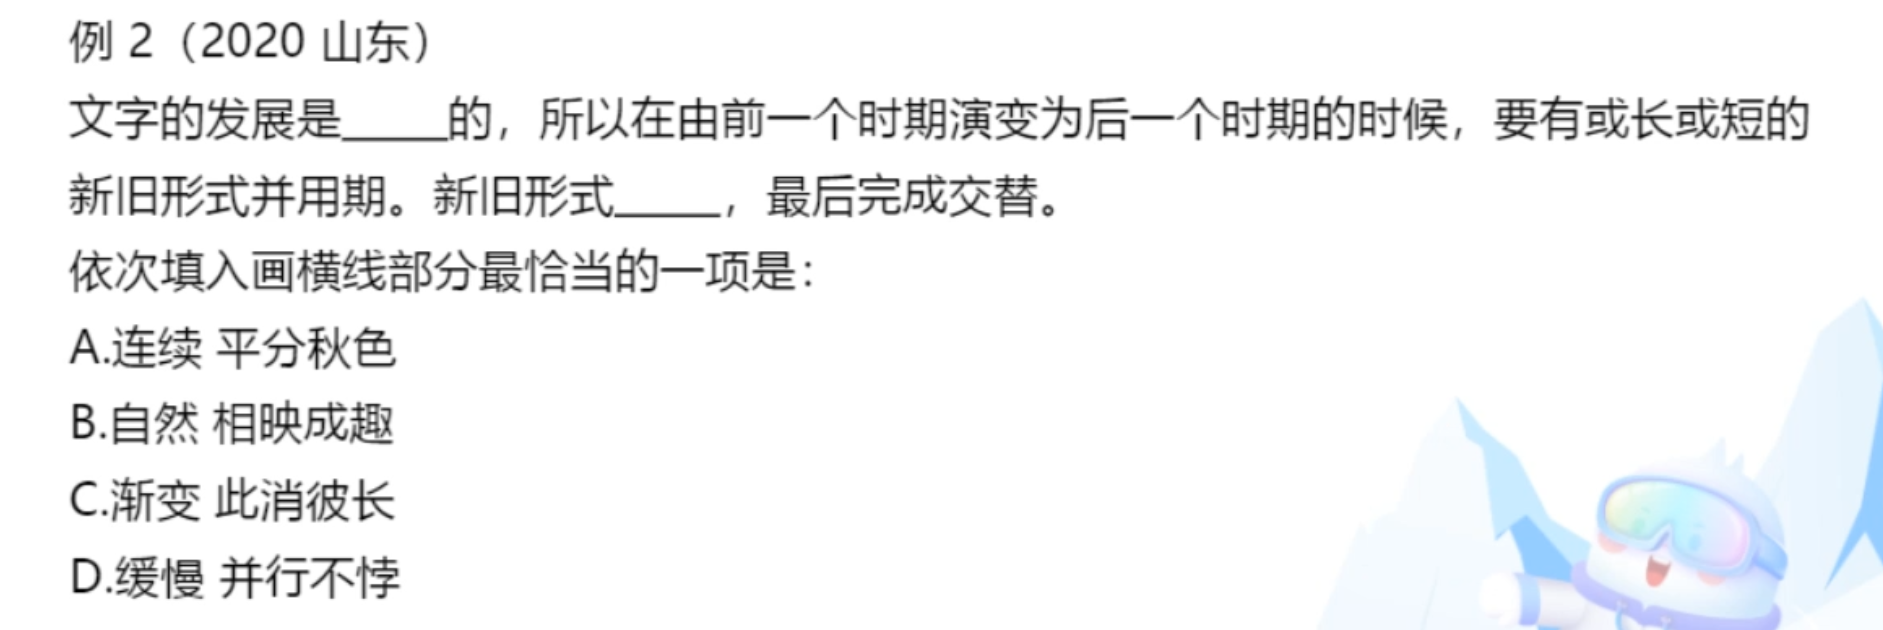 例 2（2020 山东）
文字的发展是_____的，所以在由前一个时期演变为后一个时期的时候，要有或长或短的
新旧形式并用期。新旧形式_____，最后完成交替。
依次填入画横线部分最恰当的一项是：
A.连续 平分秋色
B.自然 相映成趣
C.渐变 此消彼长
D.缓慢 并行不悖